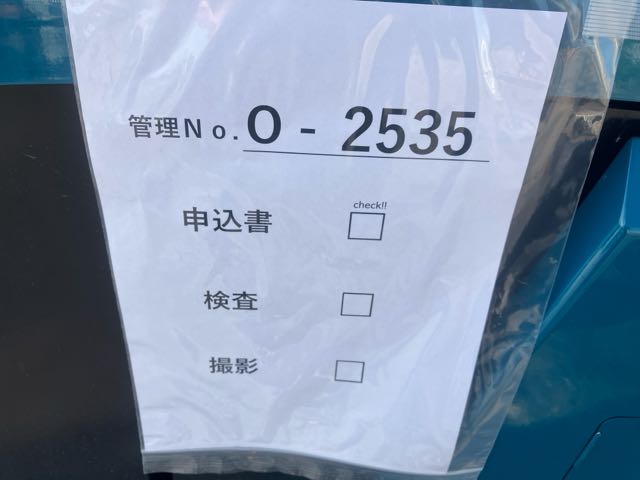 管理No. O - 2535
check!!
申込書 □
検査 □
撮影 □